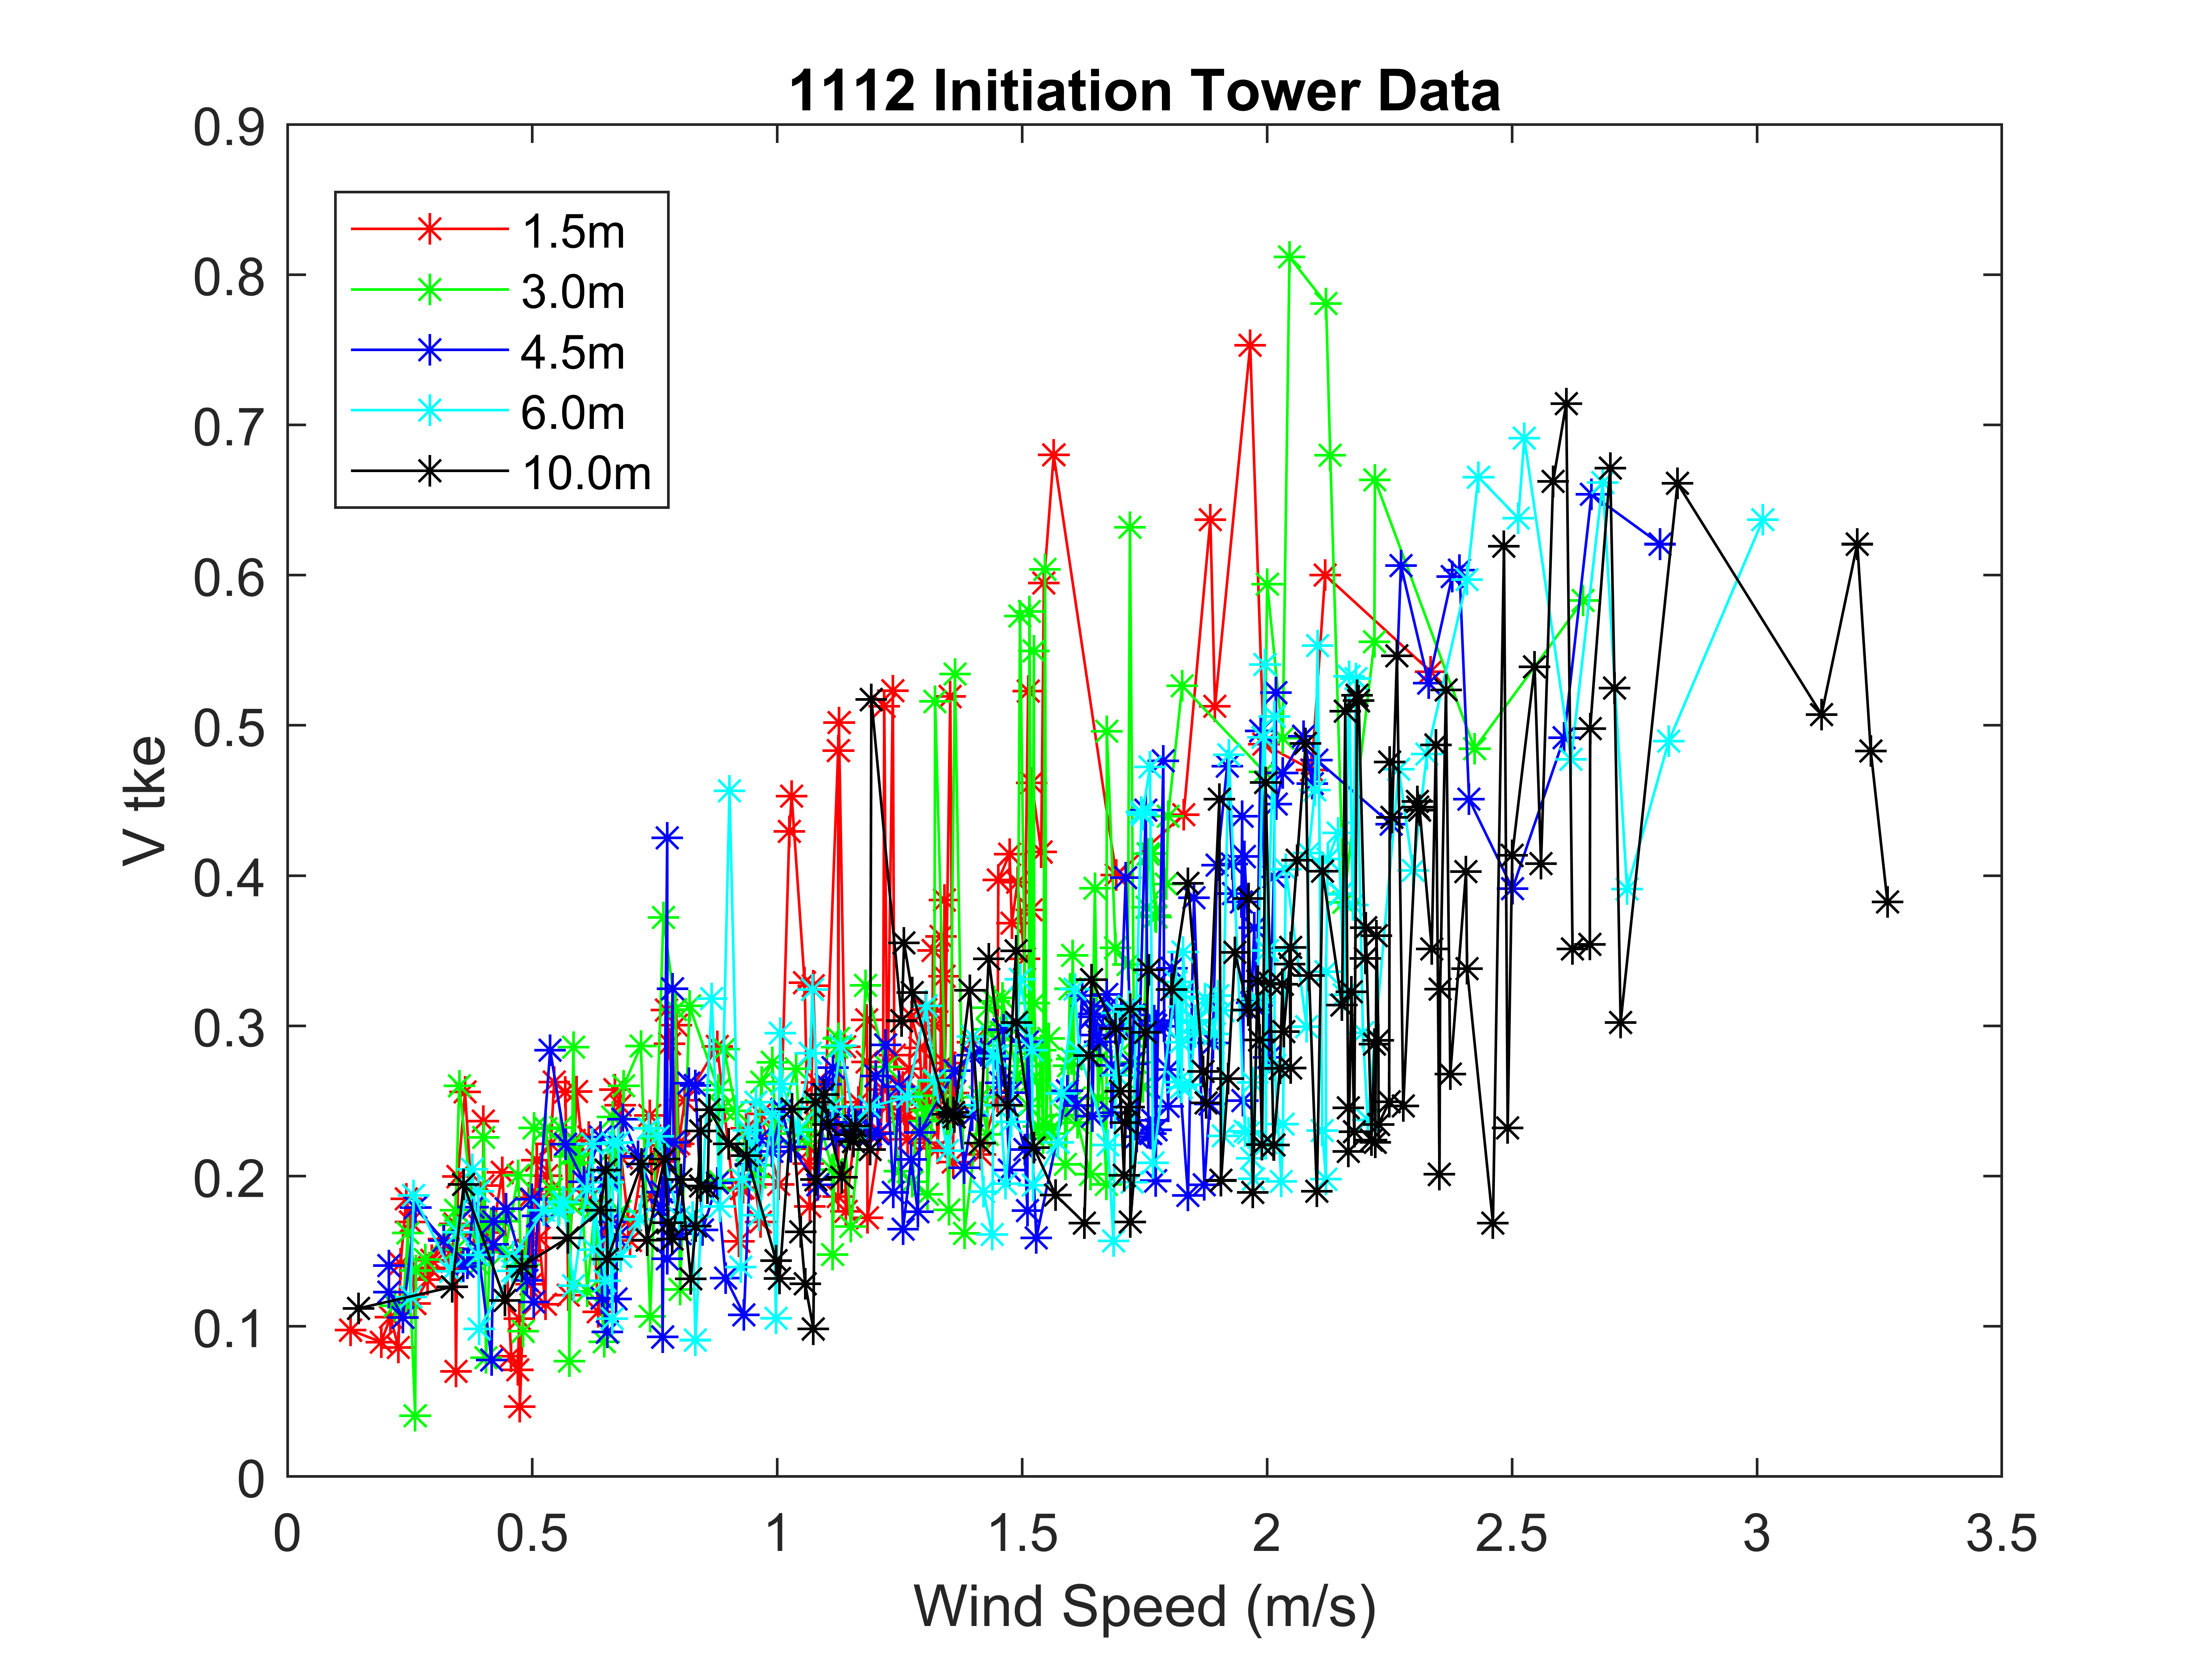 1112 Initiation Tower Data
0.9
0.8
0.7
0.6
0.5
0.4
0.3
0.2
0.1
0
V tke
1.5m
3.0m
4.5m
6.0m
10.0m
0 0.5 1 1.5 2 2.5 3 3.5
Wind Speed (m/s)